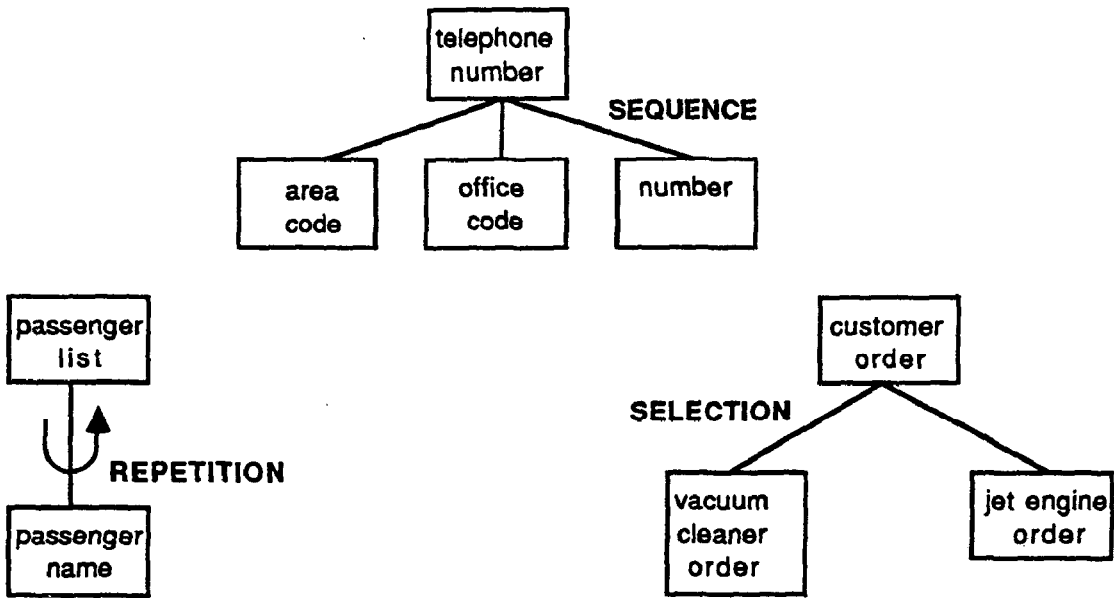 telephone
number
SEQUENCE
area
code
office
code
number
passenger
list
REPETITION
passenger
name
customer
order
SELECTION
vacuum
cleaner
order
jet engine
order